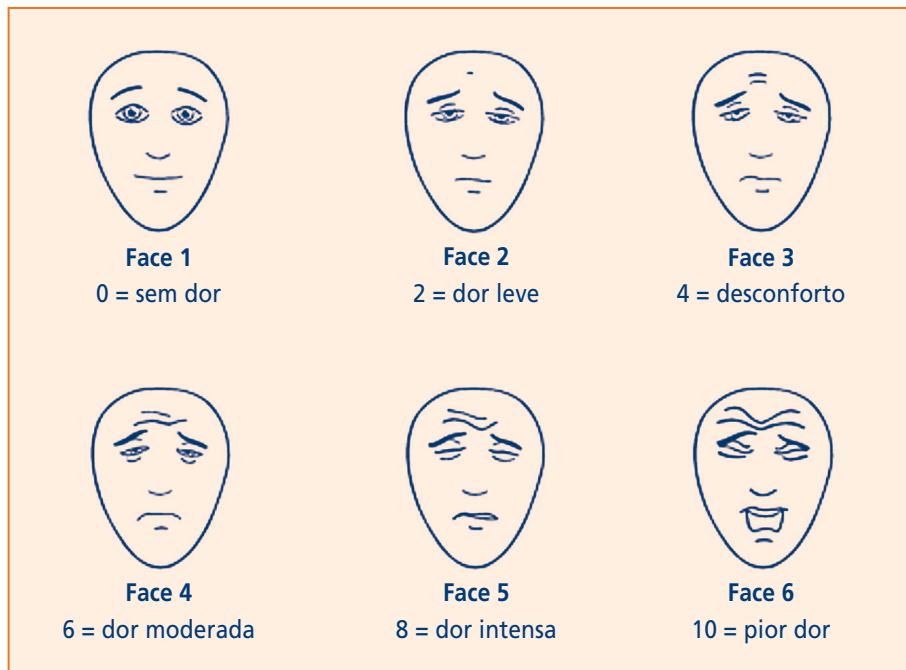 Face 1
0 = sem dor
Face 2
2 = dor leve
Face 3
4 = desconforto
Face 4
6 = dor moderada
Face 5
8 = dor intensa
Face 6
10 = pior dor